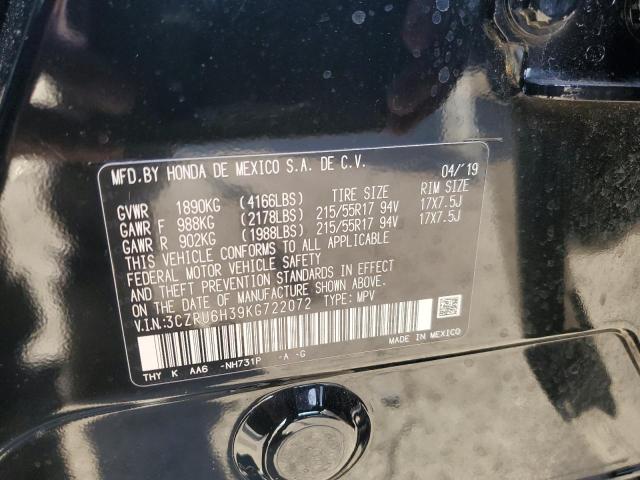 MFD. BY HONDA DE MEXICO S.A. DE C.V. 04/'19
GVWR 1890KG (4166LBS) TIRE SIZE RIM SIZE
GAWR F 988KG (2178LBS) 215/55R17 94V 17X7.5J
GAWR R 902KG (1988LBS) 215/55R17 94V 17X7.5J
THIS VEHICLE CONFORMS TO ALL APPLICABLE
FEDERAL MOTOR VEHICLE SAFETY
AND THEFT PREVENTION STANDARDS IN EFFECT
ON THE DATE OF MANUFACTURE SHOWN ABOVE.
V.I.N:3CZRU6H39KG722072 TYPE: MPV
MADE IN MEXICO
THY K AA6 -NH731P -A -G